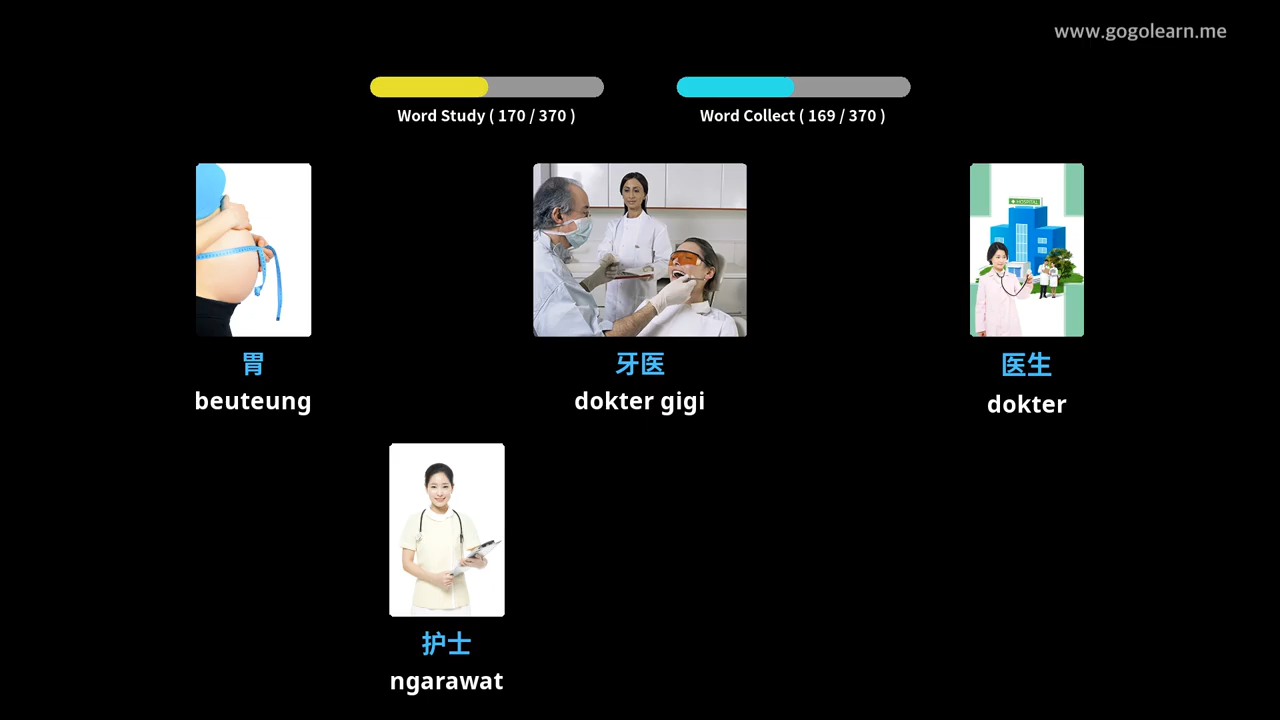 www.gogolearn.me
Word Study ( 170 / 370 )
Word Collect ( 169 / 370 )
HOSPITAL
胃
beuteung
牙医
dokter gigi
医生
dokter
护士
ngarawat